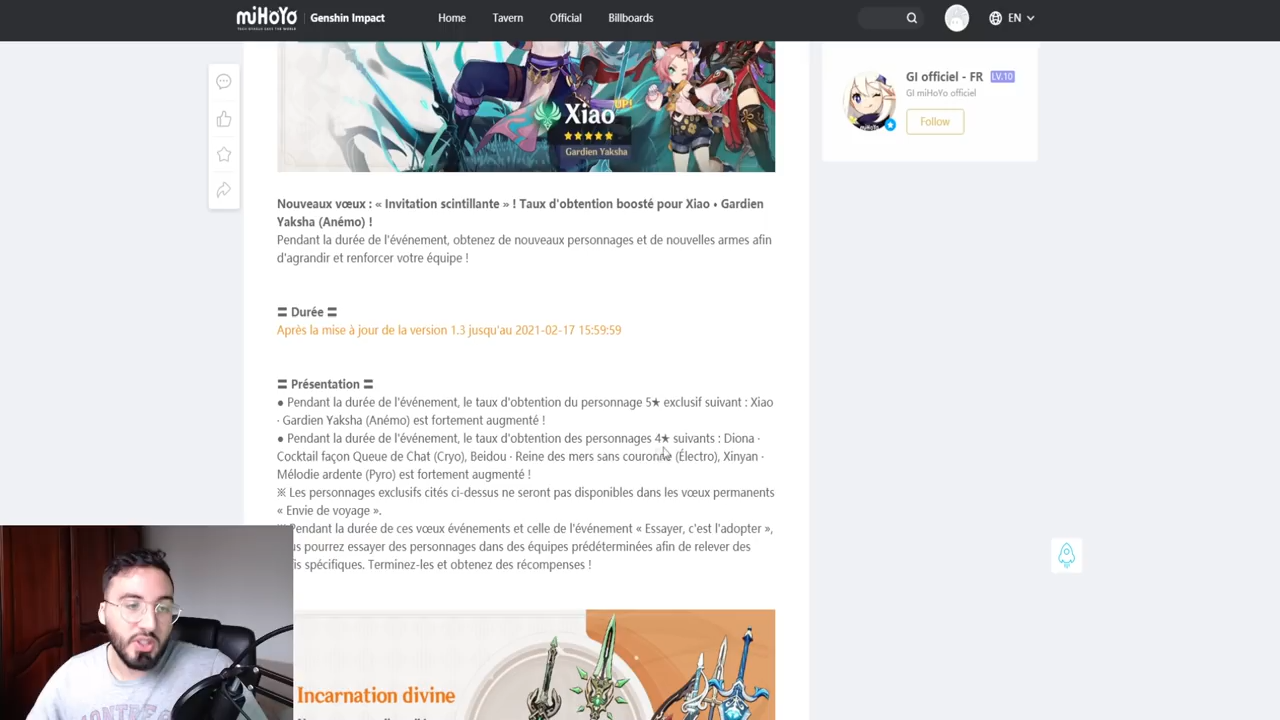 miHoYo
TECH OTAKUS SAVE THE WORLD
Genshin Impact
Home
Tavern
Official
Billboards
EN
Xiao
UP!
Gardien Yaksha
GI officiel - FR LV.10
GI miHoYo officiel
Follow
Nouveaux vœux : « Invitation scintillante » ! Taux d'obtention boosté pour Xiao • Gardien
Yaksha (Anémo) !
Pendant la durée de l'événement, obtenez de nouveaux personnages et de nouvelles armes afin
d'agrandir et renforcer votre équipe !
〓 Durée 〓
Après la mise à jour de la version 1.3 jusqu'au 2021-02-17 15:59:59
〓 Présentation 〓
● Pendant la durée de l'événement, le taux d'obtention du personnage 5★ exclusif suivant : Xiao
· Gardien Yaksha (Anémo) est fortement augmenté !
● Pendant la durée de l'événement, le taux d'obtention des personnages 4★ suivants : Diona ·
Cocktail façon Queue de Chat (Cryo), Beidou · Reine des mers sans couronne (Électro), Xinyan ·
Mélodie ardente (Pyro) est fortement augmenté !
※ Les personnages exclusifs cités ci-dessus ne seront pas disponibles dans les vœux permanents
« Envie de voyage ».
※ Pendant la durée de ces vœux événements et celle de l'événement « Essayer, c'est l'adopter »,
us pourrez essayer des personnages dans des équipes prédéterminées afin de relever des
is spécifiques. Terminez-les et obtenez des récompenses !
Incarnation divine